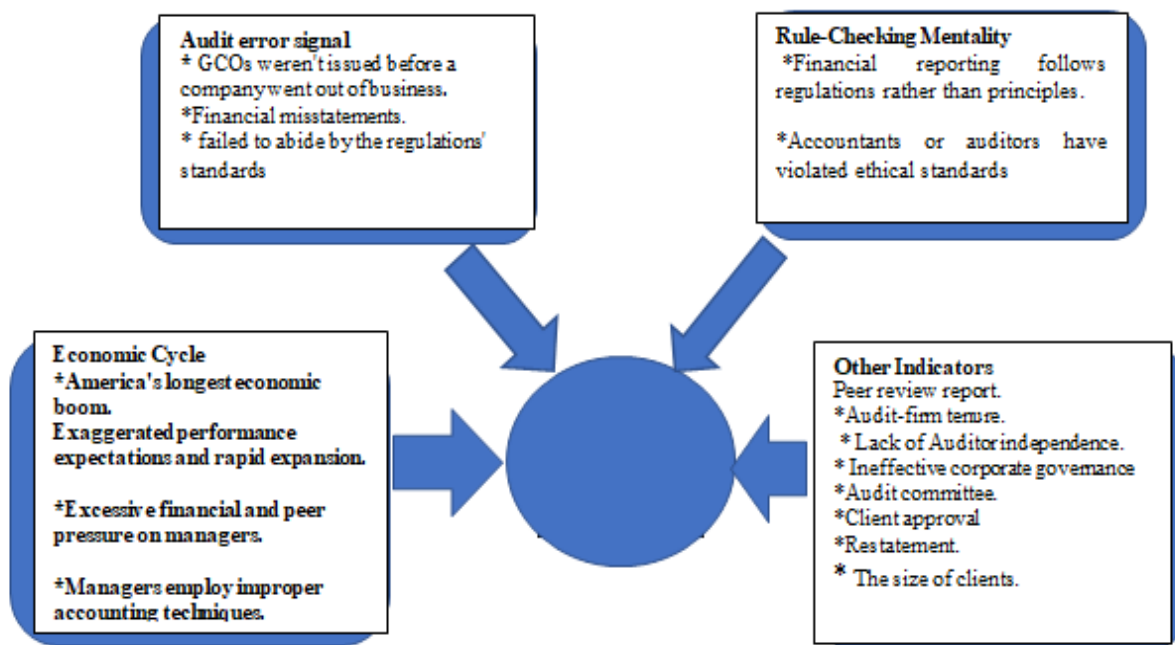 Audit error signal
* GCOs weren't issued before a
company went out of business.
*Financial misstatements.
* failed to abide by the regulations'
standards
Rule-Checking Mentality
*Financial reporting follows
regulations rather than principles.
*Accountants or auditors have
violated ethical standards
Economic Cycle
*America's longest economic
boom.
Exaggerated performance
expectations and rapid expansion.
*Excessive financial and peer
pressure on managers.
*Managers employ improper
accounting techniques.
Other Indicators
Peer review report.
*Audit-firm tenure.
* Lack of Auditor independence.
* Ineffective corporate governance
*Audit committee.
*Client approval
*Restatement.
* The size of clients.